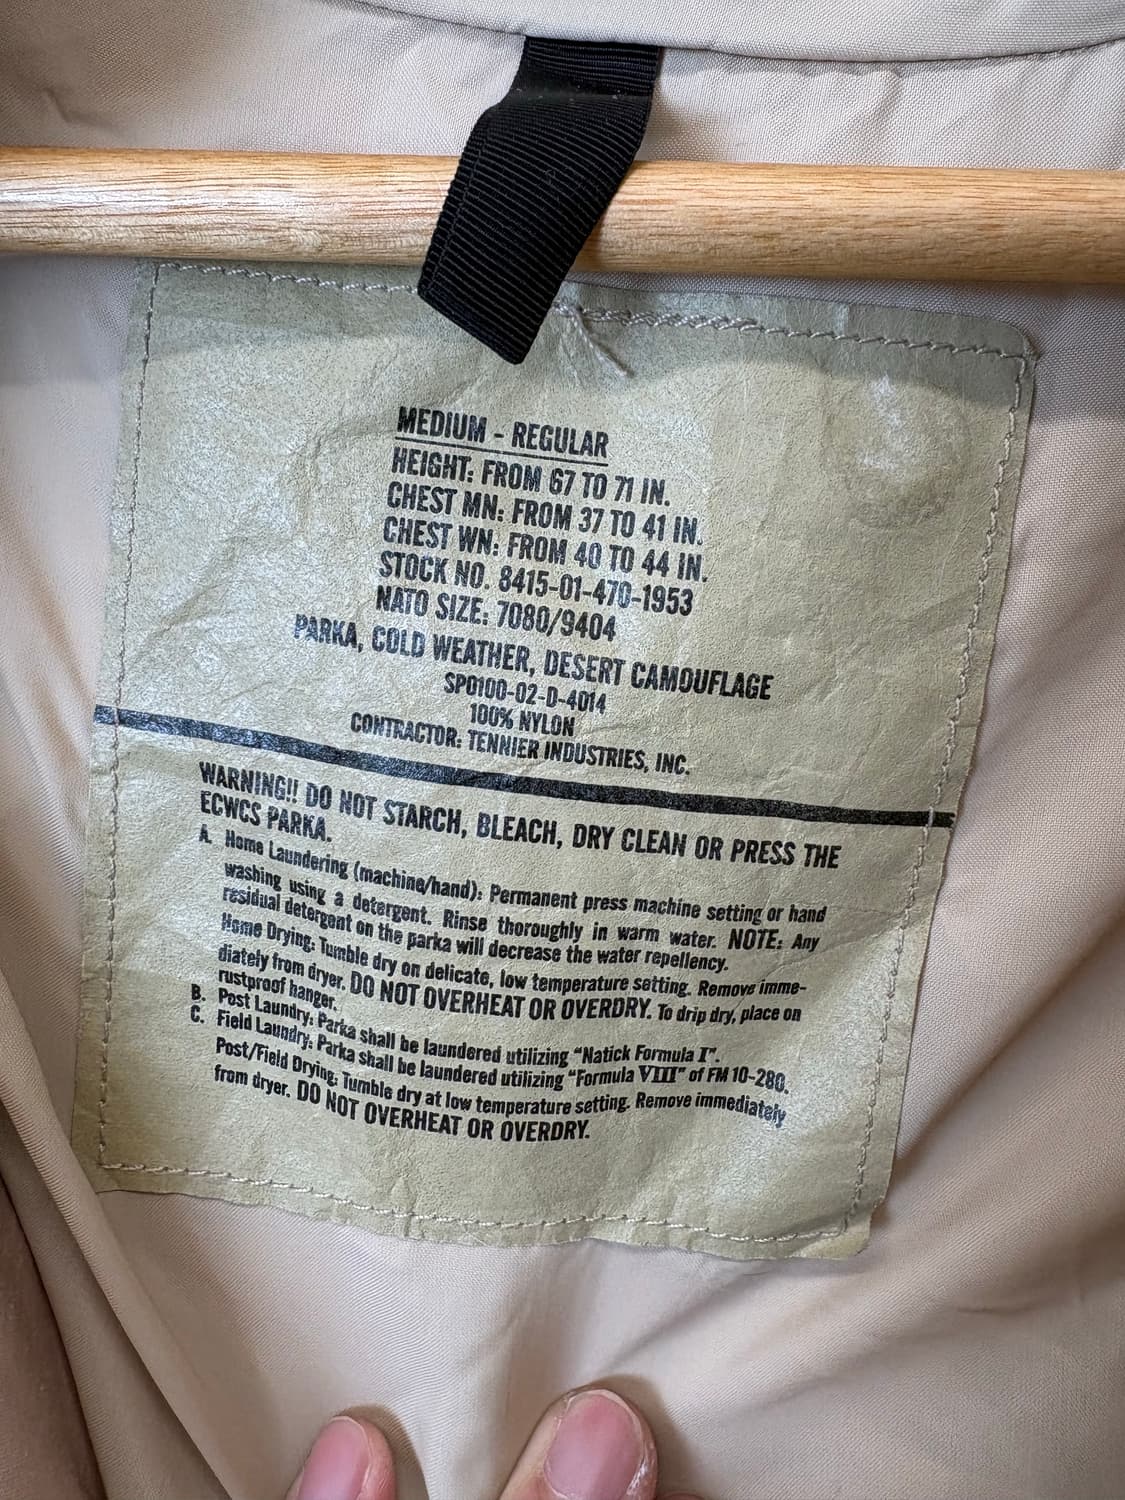 MEDIUM - REGULAR
HEIGHT: FROM 67 TO 71 IN.
CHEST MN: FROM 37 TO 41 IN.
CHEST WN: FROM 40 TO 44 IN.
STOCK NO. 8415-01-470-1953
NATO SIZE: 7080/9404
PARKA, COLD WEATHER, DESERT CAMOUFLAGE
SP0100-02-D-4014
100% NYLON
CONTRACTOR: TENNIER INDUSTRIES, INC.
WARNING!! DO NOT STARCH, BLEACH, DRY CLEAN OR PRESS THE
ECWCS PARKA.
A. Home Laundering (machine/hand): Permanent press machine setting or hand
washing using a detergent. Rinse thoroughly in warm water. NOTE: Any
residual detergent on the parka will decrease the water repellency.
Home Drying: Tumble dry on delicate, low temperature setting. Remove imme-
diately from dryer. DO NOT OVERHEAT OR OVERDRY. To drip dry, place on
rustproof hanger.
B. Post Laundry: Parka shall be laundered utilizing "Natick Formula I".
C. Field Laundry: Parka shall be laundered utilizing "Formula VIII" of FM 10-280.
Post/Field Drying: Tumble dry at low temperature setting. Remove immediately
from dryer. DO NOT OVERHEAT OR OVERDRY.